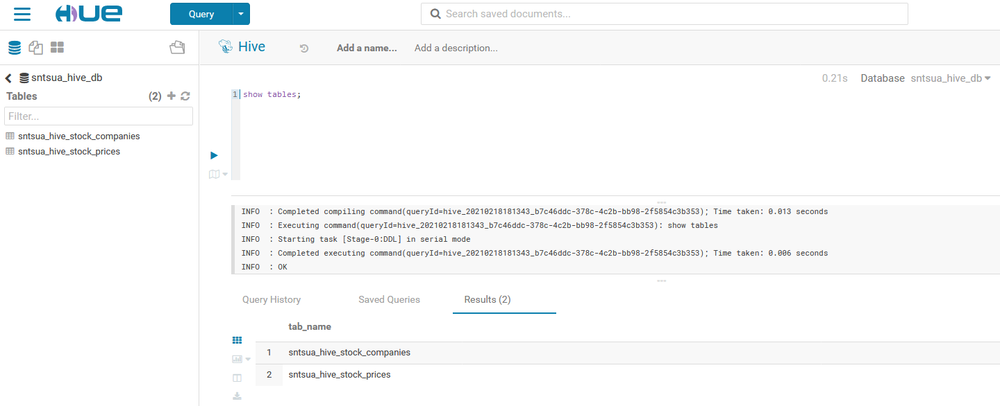 HUE
Query
Search saved documents...
Hive
Add a name...
Add a description...
sntsua_hive_db
Tables
(2)
Filter...
sntsua_hive_stock_companies
sntsua_hive_stock_prices
0.21s Database sntsua_hive_db
1 show tables;
INFO : Completed compiling command(queryId=hive_20210218181343_b7c46ddc-378c-4c2b-bb98-2f5854c3b353); Time taken: 0.013 seconds
INFO : Executing command(queryId=hive_20210218181343_b7c46ddc-378c-4c2b-bb98-2f5854c3b353): show tables
INFO : Starting task [Stage-0:DDL] in serial mode
INFO : Completed executing command(queryId=hive_20210218181343_b7c46ddc-378c-4c2b-bb98-2f5854c3b353); Time taken: 0.006 seconds
INFO : OK
Query History
Saved Queries
Results (2)
tab_name
1 sntsua_hive_stock_companies
2 sntsua_hive_stock_prices